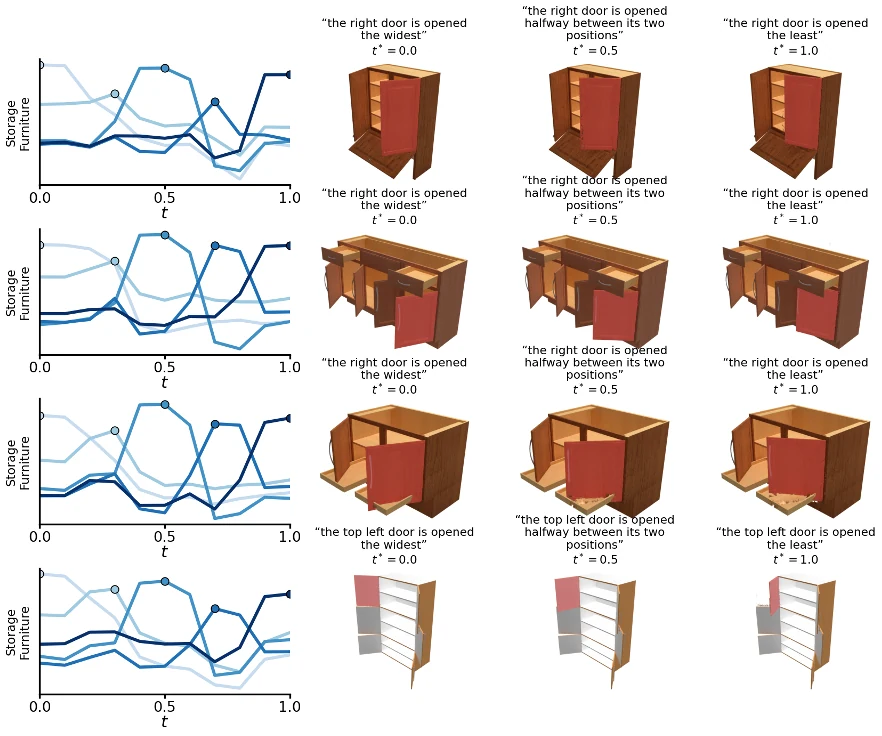 “the right door is opened
the widest”
t* = 0.0
“the right door is opened
halfway between its two
positions”
t* = 0.5
“the right door is opened
the least”
t* = 1.0
Storage
Furniture
0.0 0.5 1.0
t
“the right door is opened
the widest”
t* = 0.0
“the right door is opened
halfway between its two
positions”
t* = 0.5
“the right door is opened
the least”
t* = 1.0
Storage
Furniture
0.0 0.5 1.0
t
“the right door is opened
the widest”
t* = 0.0
“the right door is opened
halfway between its two
positions”
t* = 0.5
“the right door is opened
the least”
t* = 1.0
Storage
Furniture
0.0 0.5 1.0
t
“the top left door is opened
the widest”
t* = 0.0
“the top left door is opened
halfway between its two
positions”
t* = 0.5
“the top left door is opened
the least”
t* = 1.0
Storage
Furniture
0.0 0.5 1.0
t